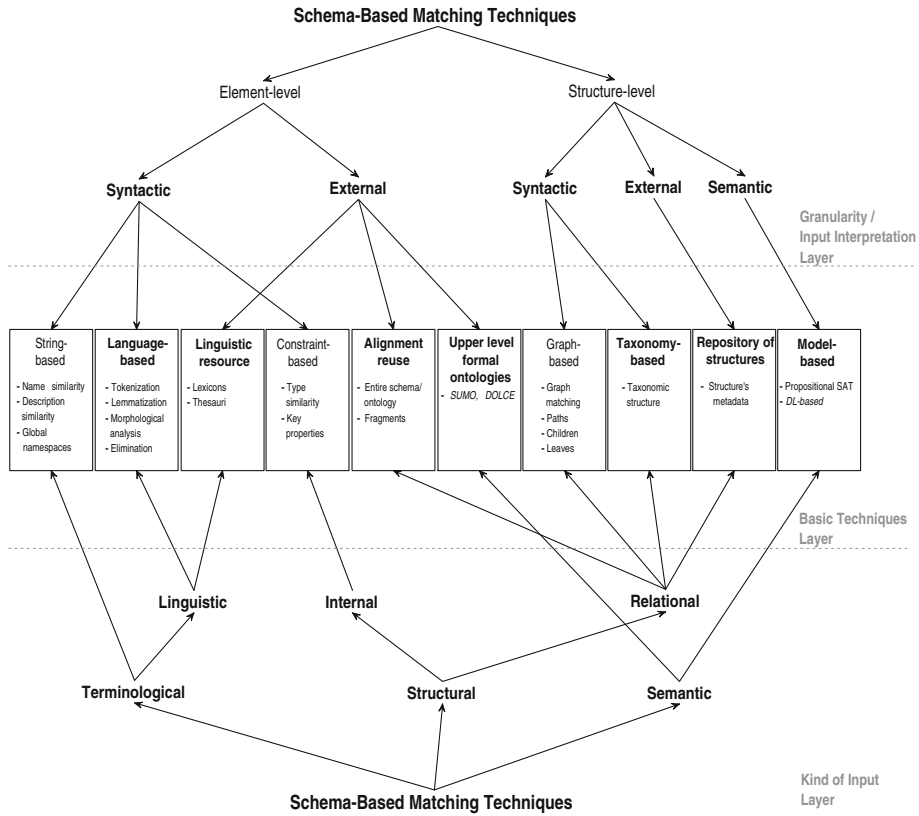 Schema-Based Matching Techniques
Element-level
Structure-level
Syntactic
External
Syntactic
External
Semantic
Granularity /
Input Interpretation
Layer
String-
based
- Name similarity
- Description
similarity
- Global
namespaces
Language-
based
- Tokenization
- Lemmatization
- Morphological
analysis
- Elimination
Linguistic
resource
- Lexicons
- Thesauri
Constraint-
based
- Type
similarity
- Key
properties
Alignment
reuse
- Entire schema/
ontology
- Fragments
Upper level
formal
ontologies
- SUMO, DOLCE
Graph-
based
- Graph
matching
- Paths
- Children
- Leaves
Taxonomy-
based
- Taxonomic
structure
Repository of
structures
- Structure's
metadata
Model-
based
- Propositional SAT
- DL-based
Basic Techniques
Layer
Linguistic
Internal
Relational
Terminological
Structural
Semantic
Schema-Based Matching Techniques
Kind of Input
Layer